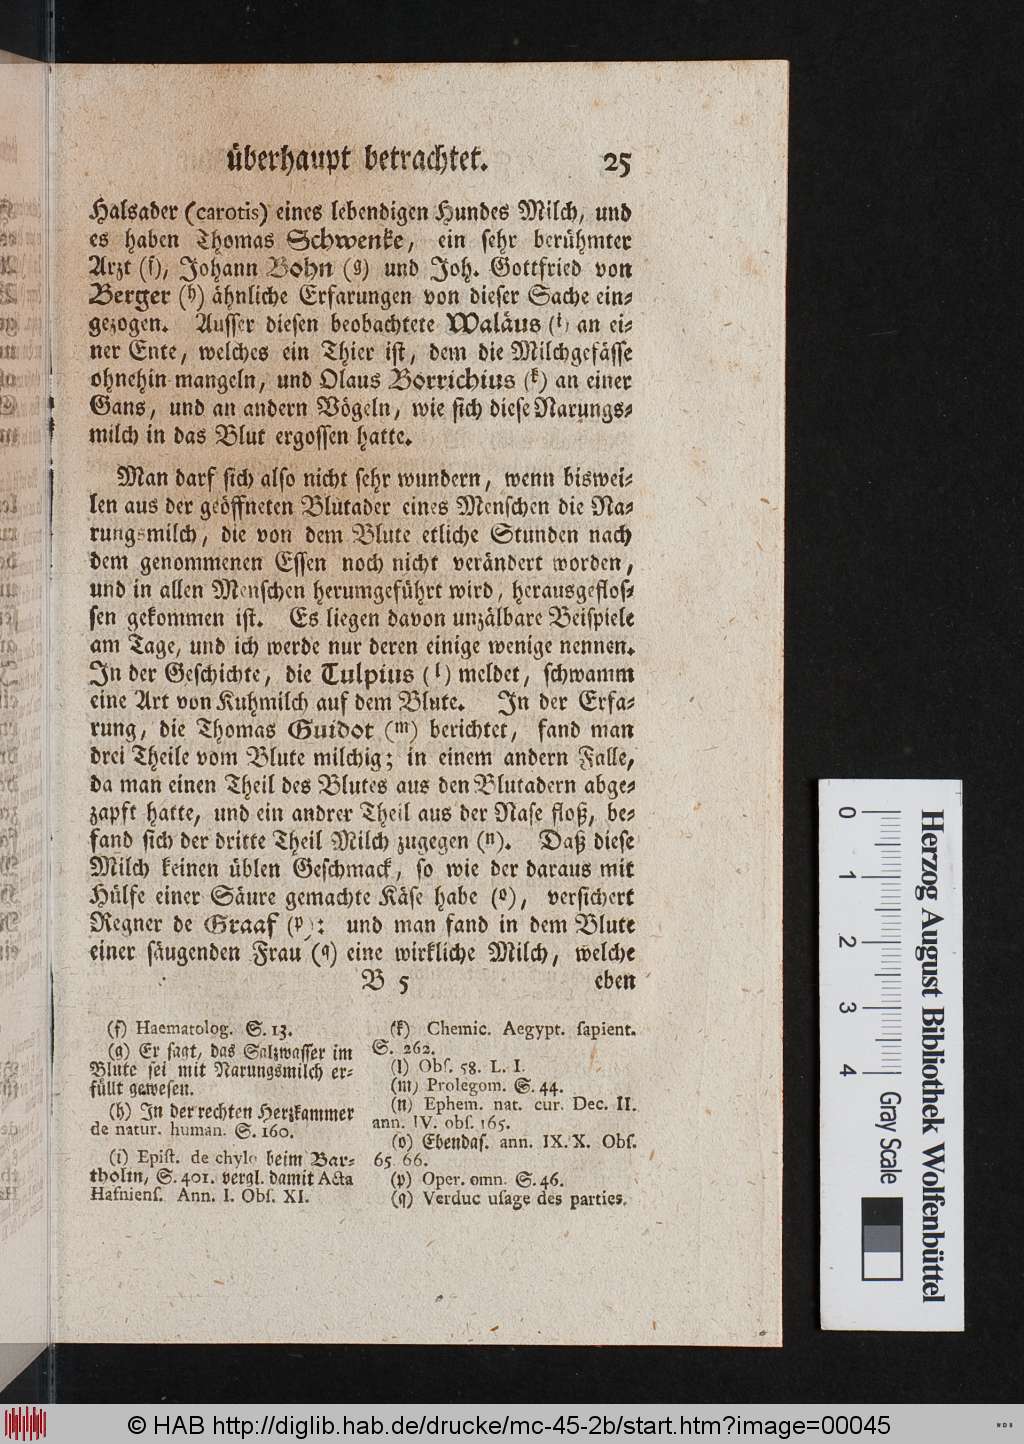 überhaupt betrachtet. 25
Halsader (carotis) eines lebendigen Hundes Milch, und
es haben Thomas Schwenke, ein sehr berühmter
Arzt (f), Johann Bohn (g) und Joh. Gottfried von
Berger (h) ähnliche Erfarungen von dieser Sache ein-
gezogen. Ausser diesen beobachtete Waläus (i) an ei-
ner Ente, welches ein Thier ist, dem die Milchgefässe
ohnehin mangeln, und Olaus Borrichius (k) an einer
Gans, und an andern Vögeln, wie sich diese Narungs-
milch in das Blut ergossen hatte.
Man darf sich also nicht sehr wundern, wenn biswei-
len aus der geöffneten Blutader eines Menschen die Na-
rungsmilch, die von dem Blute etliche Stunden nach
dem genommenen Essen noch nicht verändert worden,
und in allen Menschen herumgeführt wird, herausgeflos-
sen gekommen ist. Es liegen davon unzälbare Beispiele
am Tage, und ich werde nur deren einige wenige nennen.
In der Geschichte, die Tulpius (l) meldet, schwamm
eine Art von Kuhmilch auf dem Blute. In der Erfa-
rung, die Thomas Guidot (m) berichtet, fand man
drei Theile vom Blute milchig; in einem andern Falle,
da man einen Theil des Blutes aus den Blutadern abge-
zapft hatte, und ein andrer Theil aus der Nase floß, be-
fand sich der dritte Theil Milch zugegen (n). Daß diese
Milch keinen üblen Geschmack, so wie der daraus mit
Hülfe einer Säure gemachte Käse habe (o), versichert
Regner de Graaf (p): und man fand in dem Blute
einer säugenden Frau (q) eine wirkliche Milch, welche
B 5 eben
(f) Haematolog. S. 13.
(g) Er sagt, das Salzwasser im
Blute sei mit Narungsmilch er-
füllt gewesen.
(h) In der rechten Herzkammer
de natur. human. S. 160.
(i) Epist. de chylo beim Bar-
tholin, S. 401. vergl. damit Acta
Hafniens. Ann. I. Obs. XI.
(k) Chemic. Aegypt. sapient.
S. 262.
(l) Obs. 58. L. I.
(m) Prolegom. S. 44.
(n) Ephem. nat. cur. Dec. II.
ann. IV. obs. 165.
(o) Ebendas. ann. IX. X. Obs.
65. 66.
(p) Oper. omn. S. 46.
(q) Verduc usage des parties.
0 1 2 3 4
Gray Scale
Herzog August Bibliothek Wolfenbüttel
© HAB http://diglib.hab.de/drucke/mc-45-2b/start.htm?image=00045